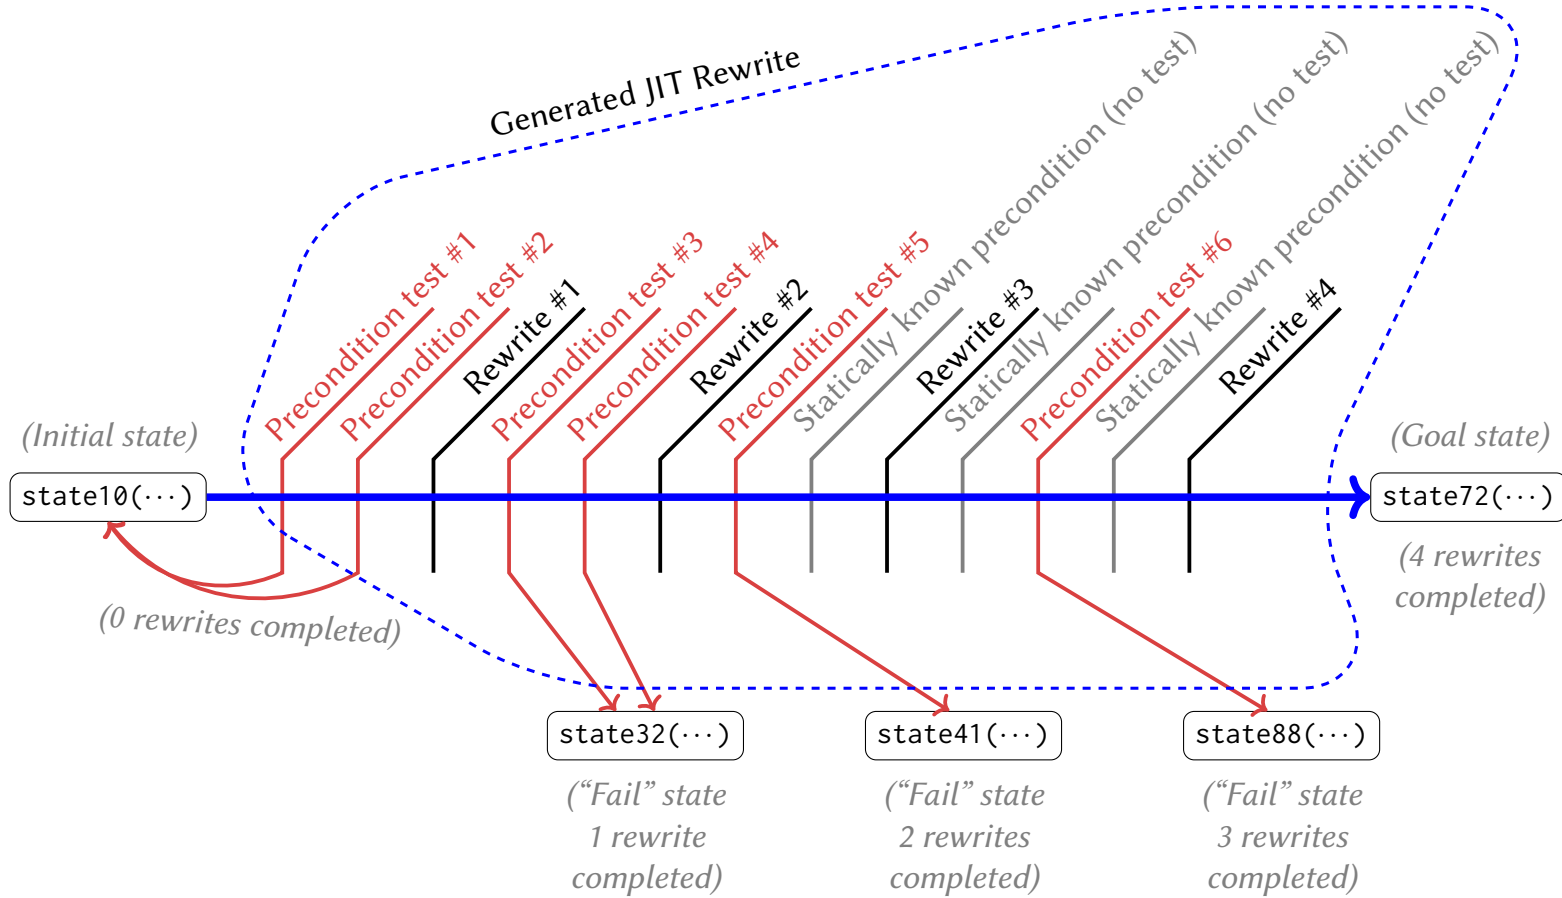 Generated JIT Rewrite
Precondition test #1
Precondition test #2
Rewrite #1
Precondition test #3
Precondition test #4
Rewrite #2
Precondition test #5
Statically known precondition (no test)
Rewrite #3
Statically known precondition (no test)
Precondition test #6
Statically known precondition (no test)
Rewrite #4
(Initial state)
state10(⋯)
(0 rewrites completed)
(Goal state)
state72(⋯)
(4 rewrites
completed)
state32(⋯)
(“Fail” state
1 rewrite
completed)
state41(⋯)
(“Fail” state
2 rewrites
completed)
state88(⋯)
(“Fail” state
3 rewrites
completed)